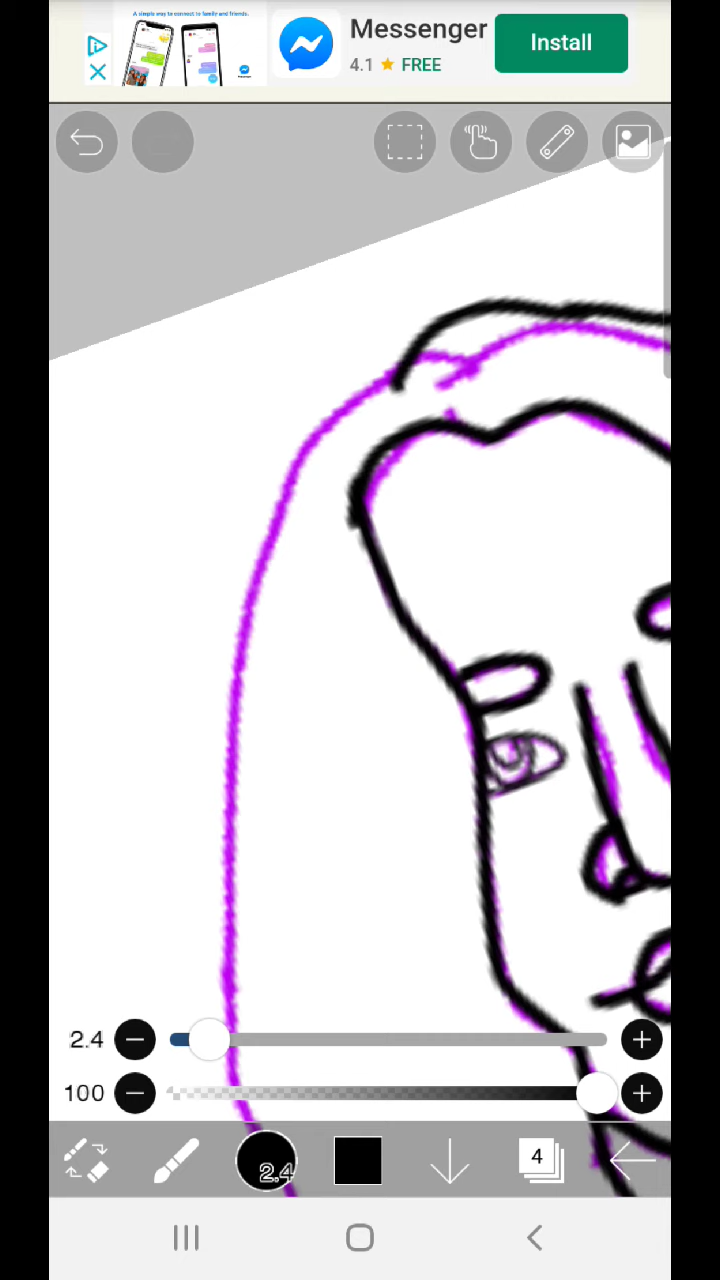 A simple way to connect to family and friends.
Messenger
Install
4.1 ★ FREE
2.4
100
2.4
4